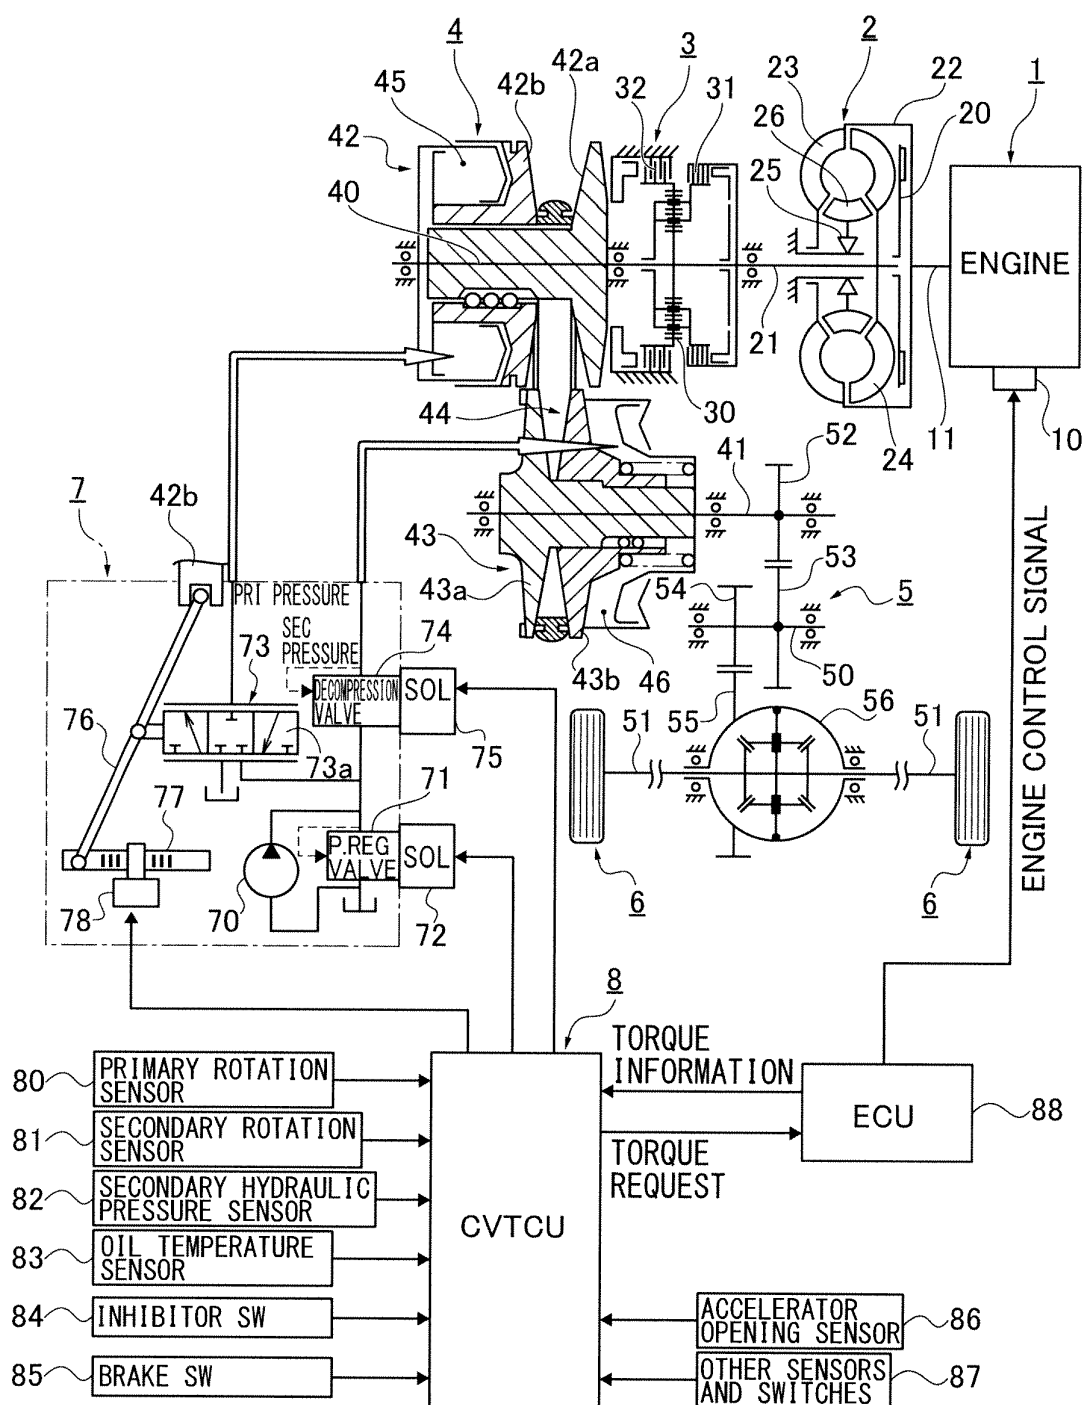 4
42a
42b
45
42
40
3
32
31
2
23
22
26
20
25
1
ENGINE
21
30
44
24
11
10
52
41
7
42b
43
43a
53
54
5
50
43b
46
PRI PRESSURE
SEC
PRESSURE
74
73
DECOMPRESSION
VALVE
SOL
75
76
73a
55
56
51
51
77
71
P.REG
VALVE
SOL
78
70
72
6
6
ENGINE CONTROL SIGNAL
8
TORQUE
INFORMATION
80
PRIMARY ROTATION
SENSOR
ECU
88
81
SECONDARY ROTATION
SENSOR
TORQUE
REQUEST
82
SECONDARY HYDRAULIC
PRESSURE SENSOR
CVTCU
83
OIL TEMPERATURE
SENSOR
84
INHIBITOR SW
ACCELERATOR
OPENING SENSOR
86
85
BRAKE SW
OTHER SENSORS
AND SWITCHES
87